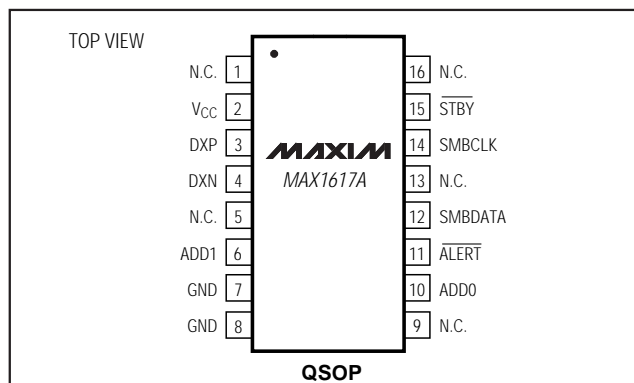 TOP VIEW
N.C. 1
VCC 2
DXP 3
DXN 4
N.C. 5
ADD1 6
GND 7
GND 8
MAXIM
MAX1617A
16 N.C.
15 STBY
14 SMBCLK
13 N.C.
12 SMBDATA
11 ALERT
10 ADD0
9 N.C.
QSOP